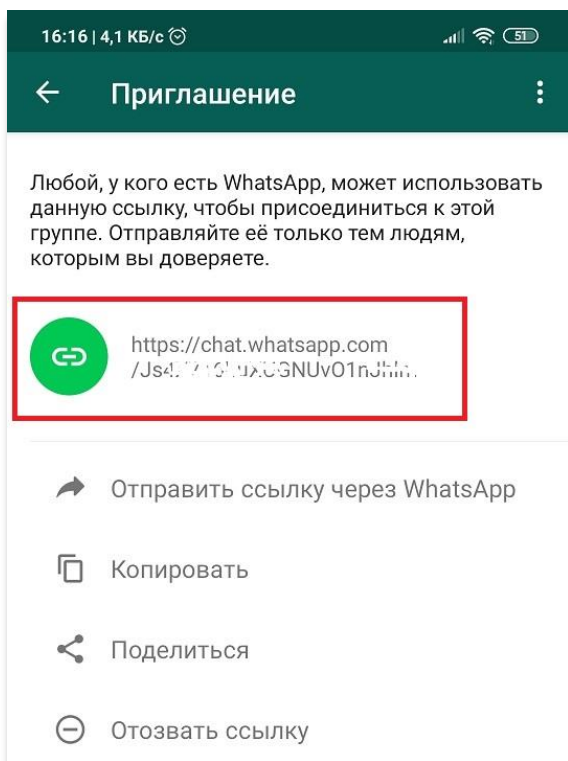 16:16 | 4,1 КБ/с
51
Приглашение
Любой, у кого есть WhatsApp, может использовать
данную ссылку, чтобы присоединиться к этой
группе. Отправляйте её только тем людям,
которым вы доверяете.
https://chat.whatsapp.com
Отправить ссылку через WhatsApp
Копировать
Поделиться
Отозвать ссылку